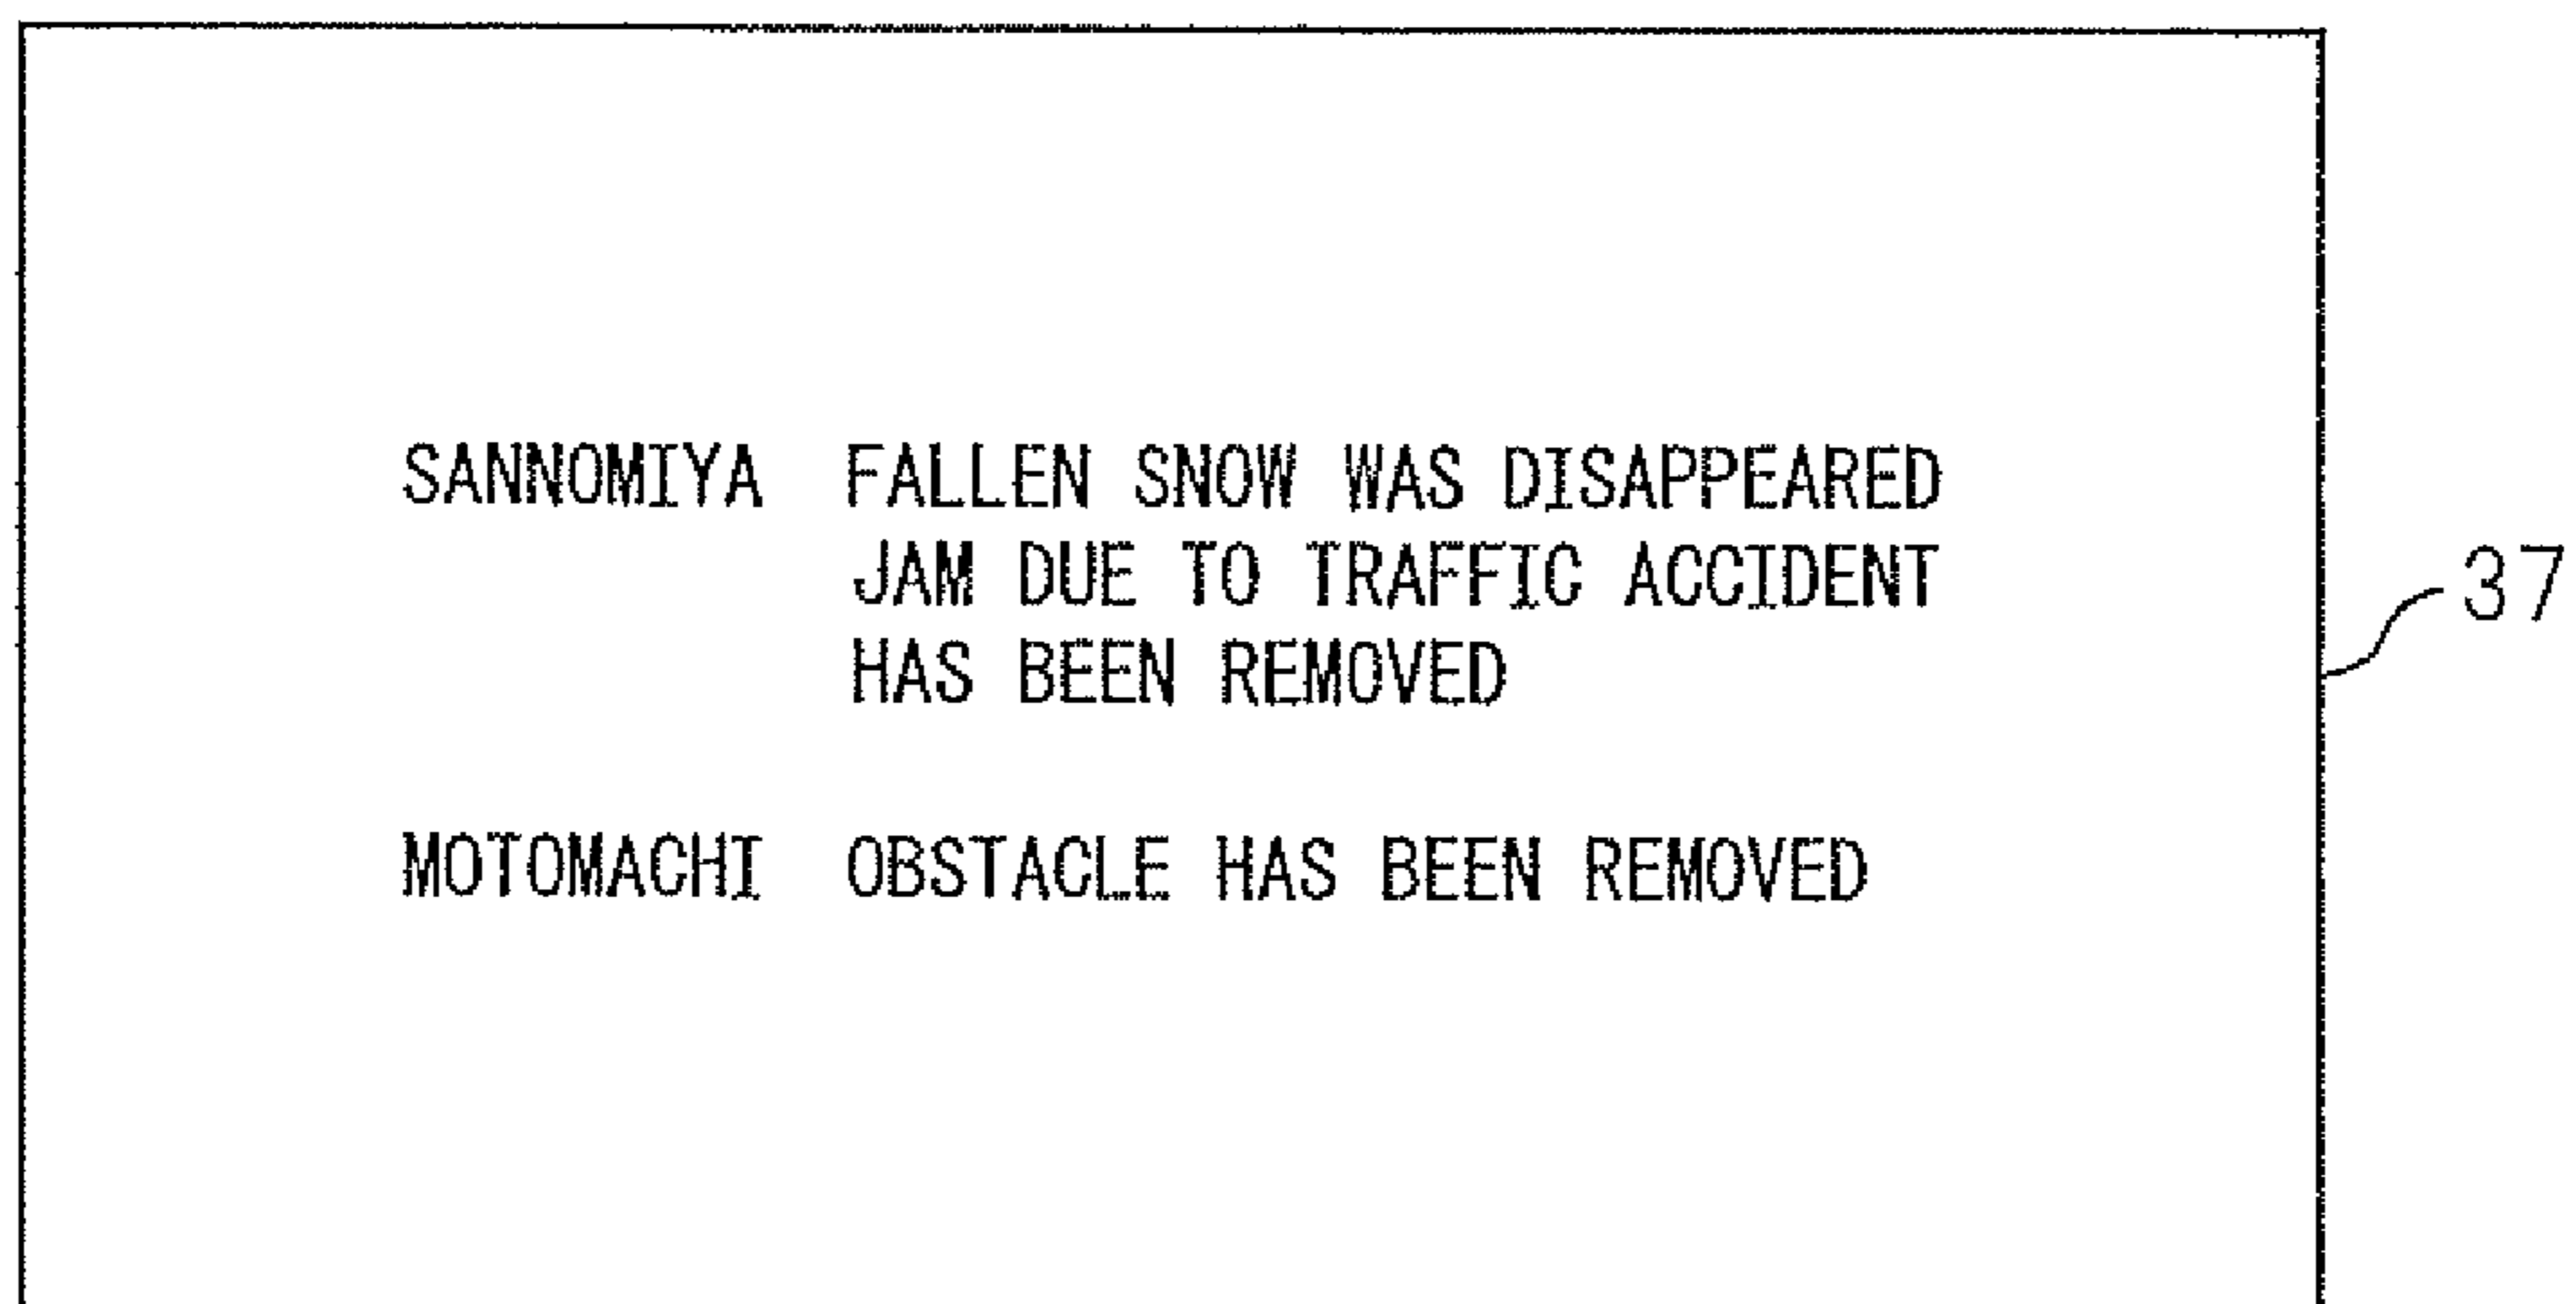 SANNOMIYA FALLEN SNOW WAS DISAPPEARED
JAM DUE TO TRAFFIC ACCIDENT
HAS BEEN REMOVED
37
MOTOMACHI OBSTACLE HAS BEEN REMOVED